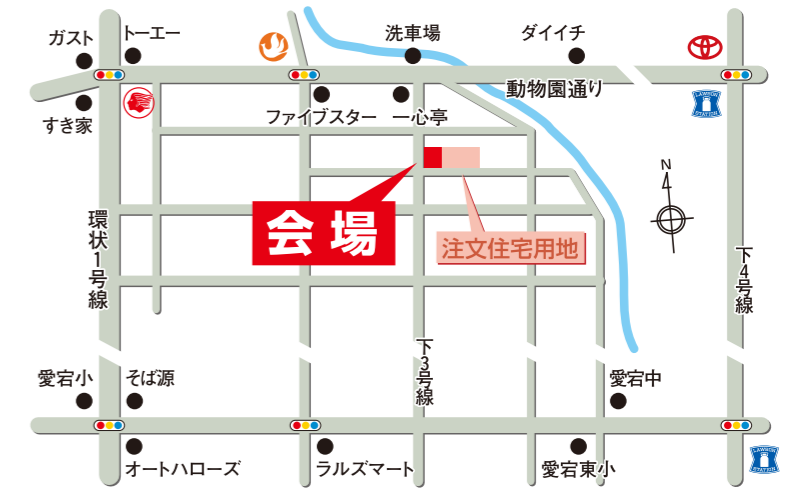 ガスト
トーエー
洗車場
ダイイチ
動物園通り
すき家
ファイブスター
一心亭
LAWSON
STATION
N
会場
注文住宅用地
環状1号線
下4号線
下3号線
愛宕小
そば源
愛宕中
オートハローズ
ラルズマート
愛宕東小
LAWSON
STATION